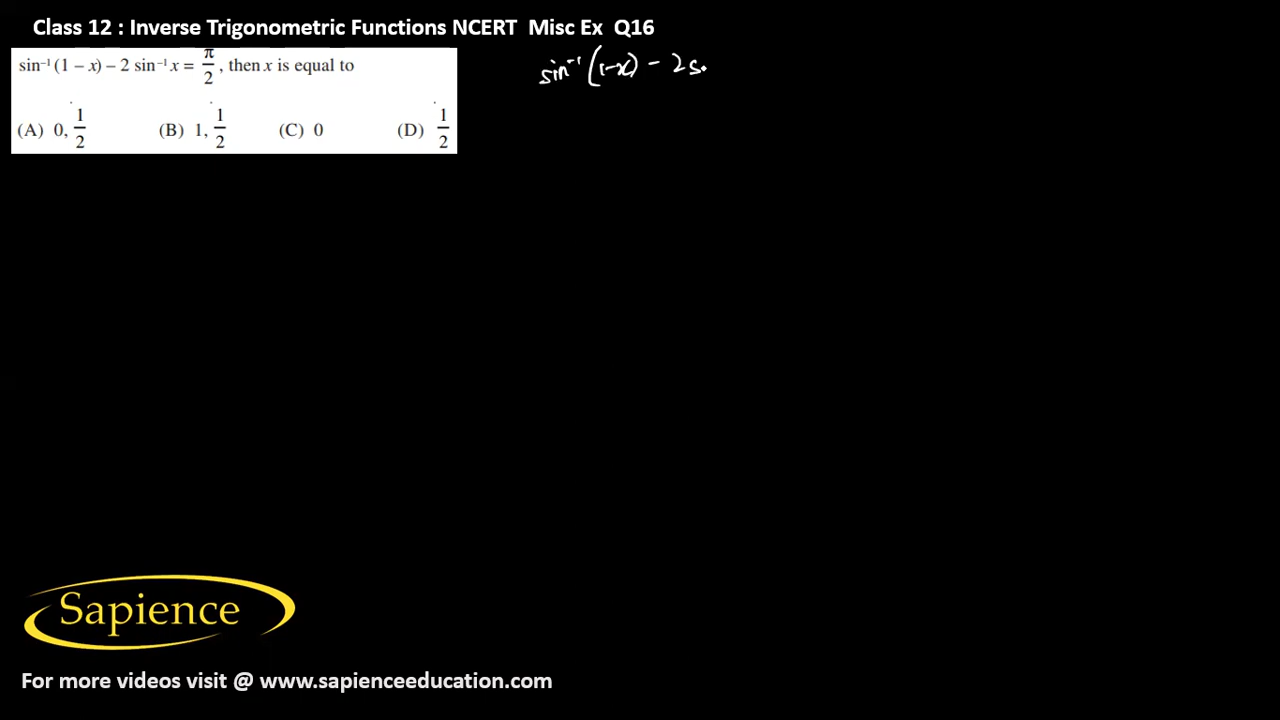 Class 12 : Inverse Trigonometric Functions NCERT Misc Ex Q16
sin⁻¹ (1 – x) – 2 sin⁻¹ x = π/2 , then x is equal to
sin⁻¹ (1-x) - 2s
(A) 0, 1/2 (B) 1, 1/2 (C) 0 (D) 1/2
Sapience
For more videos visit @ www.sapienceeducation.com